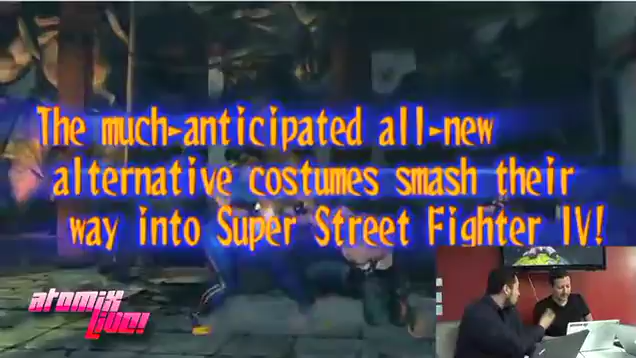 The much-anticipated all-new
alternative costumes smash their
way into Super Street Fighter IV!
atomix
Live!